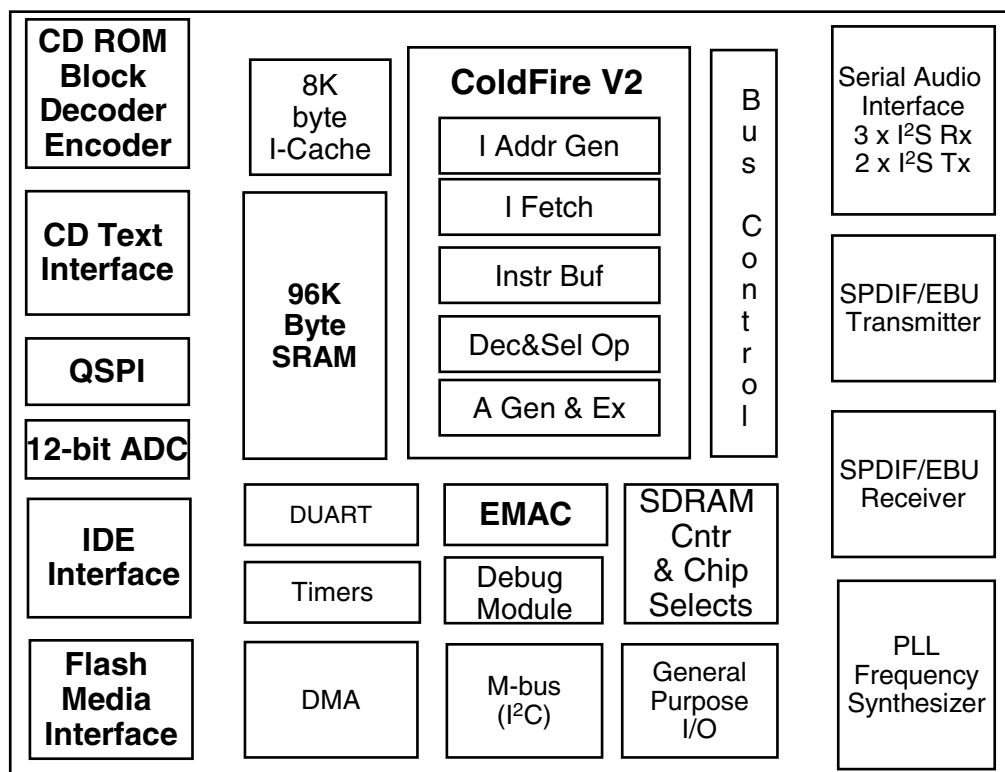 CD ROM
Block
Decoder
Encoder
CD Text
Interface
QSPI
12-bit ADC
IDE
Interface
Flash
Media
Interface
8K
byte
I-Cache
96K
Byte
SRAM
ColdFire V2
I Addr Gen
I Fetch
Instr Buf
Dec&Sel Op
A Gen & Ex
Bus Control
DUART
EMAC
SDRAM
Cntr
& Chip
Selects
Timers
Debug
Module
DMA
M-bus
(I²C)
General
Purpose
I/O
Serial Audio
Interface
3 x I²S Rx
2 x I²S Tx
SPDIF/EBU
Transmitter
SPDIF/EBU
Receiver
PLL
Frequency
Synthesizer